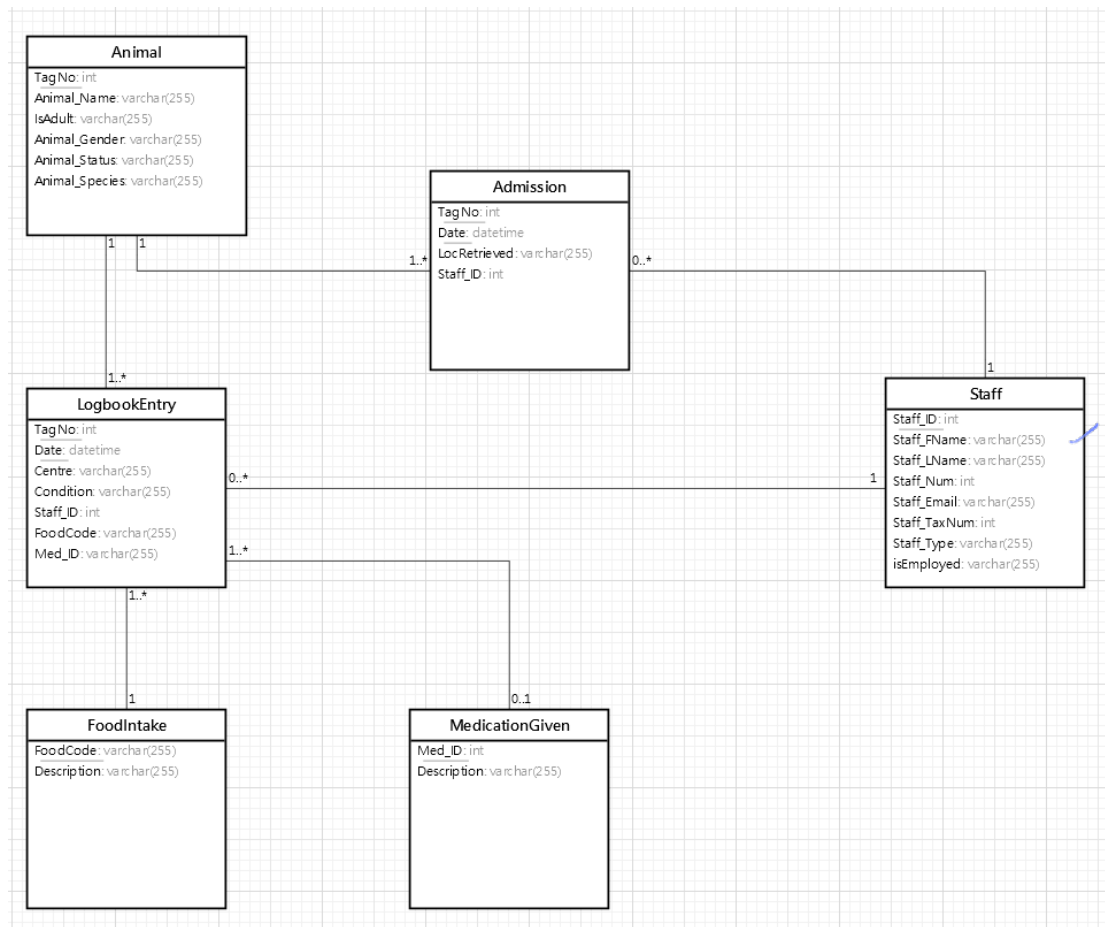 Animal
TagNo: int
Animal_Name: varchar(255)
IsAdult: varchar(255)
Animal_Gender: varchar(255)
Animal_Status: varchar(255)
Animal_Species: varchar(255)
1
1
Admission
TagNo: int
Date: datetime
LocRetrieved: varchar(255)
Staff_ID: int
1..*
0..*
1..*
LogbookEntry
TagNo: int
Date: datetime
Centre: varchar(255)
Condition: varchar(255)
Staff_ID: int
FoodCode: varchar(255)
Med_ID: varchar(255)
0..*
1..*
1..*
1
Staff
Staff_ID: int
Staff_FName: varchar(255)
Staff_LName: varchar(255)
Staff_Num: int
Staff_Email: varchar(255)
Staff_TaxNum: int
Staff_Type: varchar(255)
isEmployed: varchar(255)
1
1
FoodIntake
FoodCode: varchar(255)
Description: varchar(255)
0..1
MedicationGiven
Med_ID: int
Description: varchar(255)